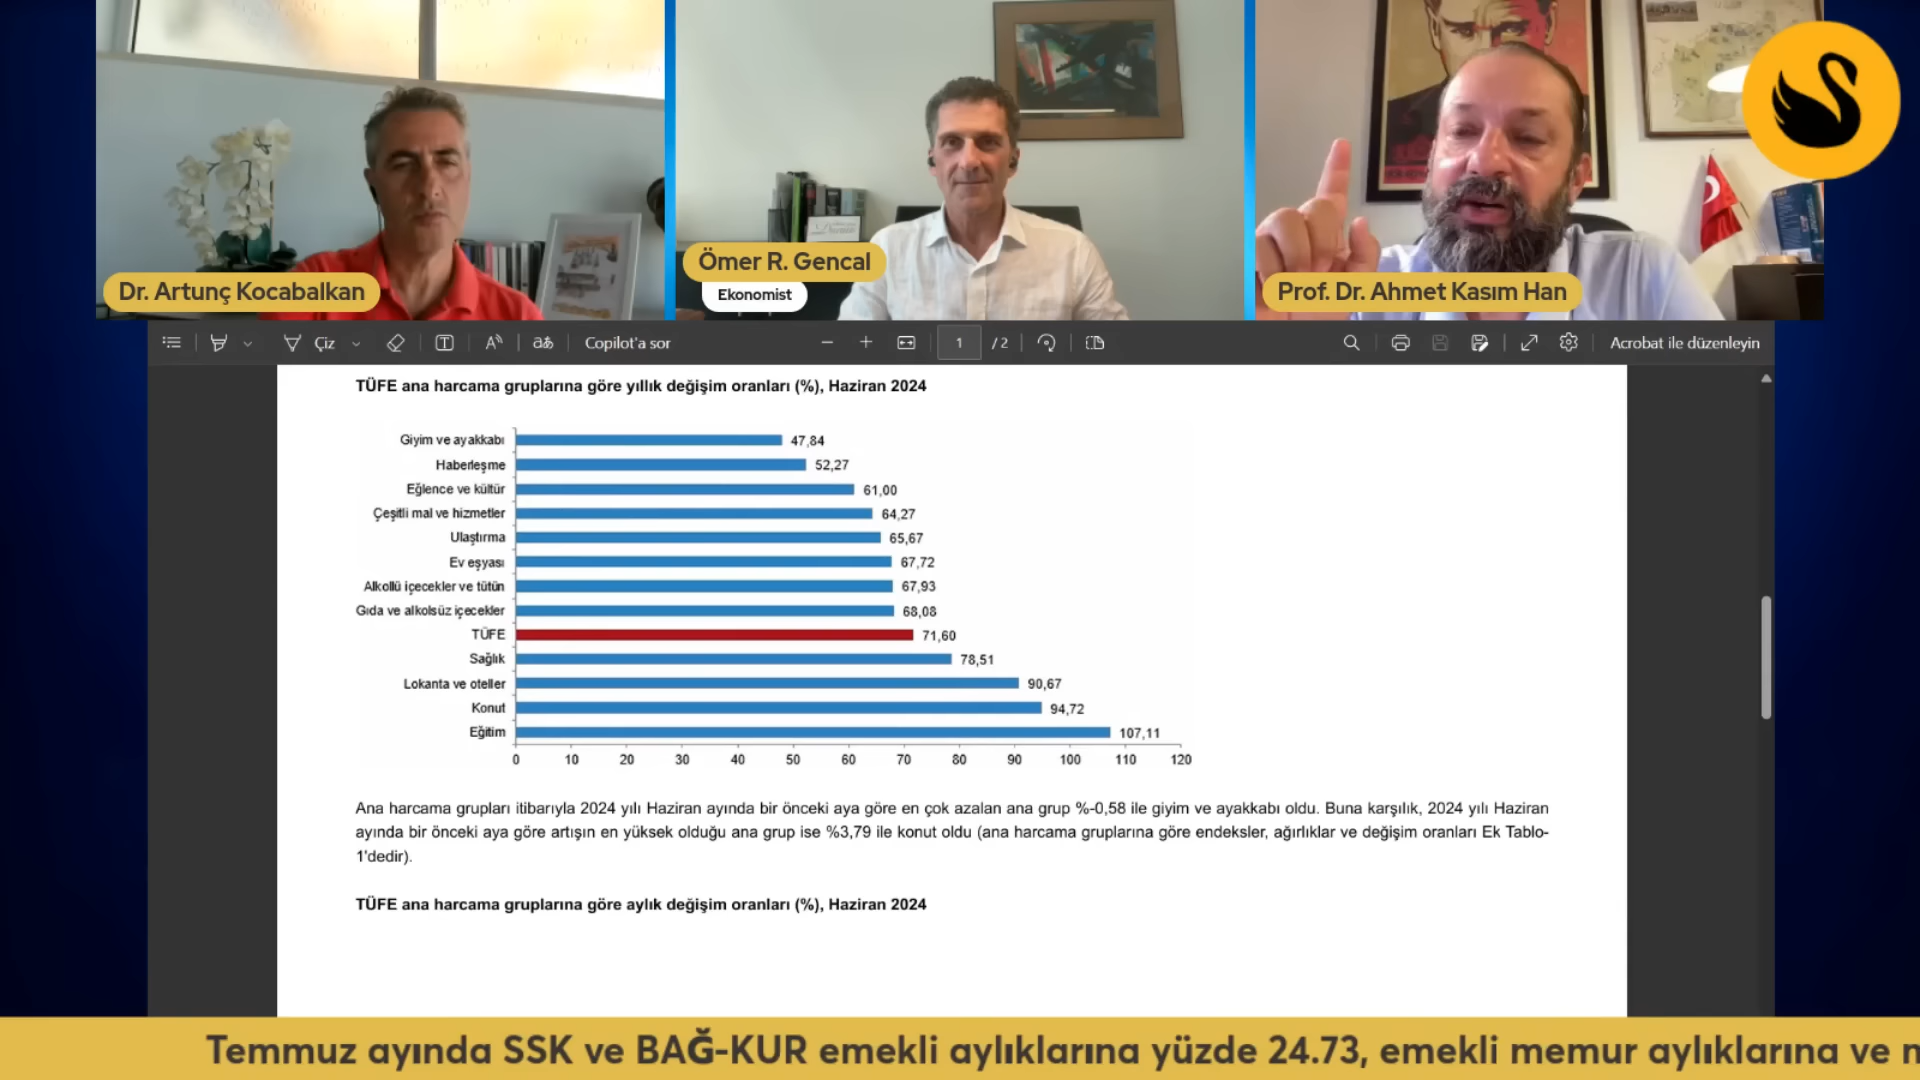 Dr. Artunç Kocabalkan
Ömer R. Gencal
Ekonomist
Prof. Dr. Ahmet Kasım Han
Çiz
Copilot'a sor
1 / 2
Acrobat ile düzenleyin
TÜFE ana harcama gruplarına göre yıllık değişim oranları (%), Haziran 2024
Giyim ve ayakkabı 47,84
Haberleşme 52,27
Eğlence ve kültür 61,00
Çeşitli mal ve hizmetler 64,27
Ulaştırma 65,67
Ev eşyası 67,72
Alkollü içecekler ve tütün 67,93
Gıda ve alkolsüz içecekler 68,08
TÜFE 71,60
Sağlık 78,51
Lokanta ve oteller 90,67
Konut 94,72
Eğitim 107,11
0 10 20 30 40 50 60 70 80 90 100 110 120
Ana harcama grupları itibarıyla 2024 yılı Haziran ayında bir önceki aya göre en çok azalan ana grup %-0,58 ile giyim ve ayakkabı oldu. Buna karşılık, 2024 yılı Haziran
ayında bir önceki aya göre artışın en yüksek olduğu ana grup ise %3,79 ile konut oldu (ana harcama gruplarına göre endeksler, ağırlıklar ve değişim oranları Ek Tablo-
1'dedir).
TÜFE ana harcama gruplarına göre aylık değişim oranları (%), Haziran 2024
Temmuz ayında SSK ve BAĞ-KUR emekli aylıklarına yüzde 24.73, emekli memur aylıklarına ve